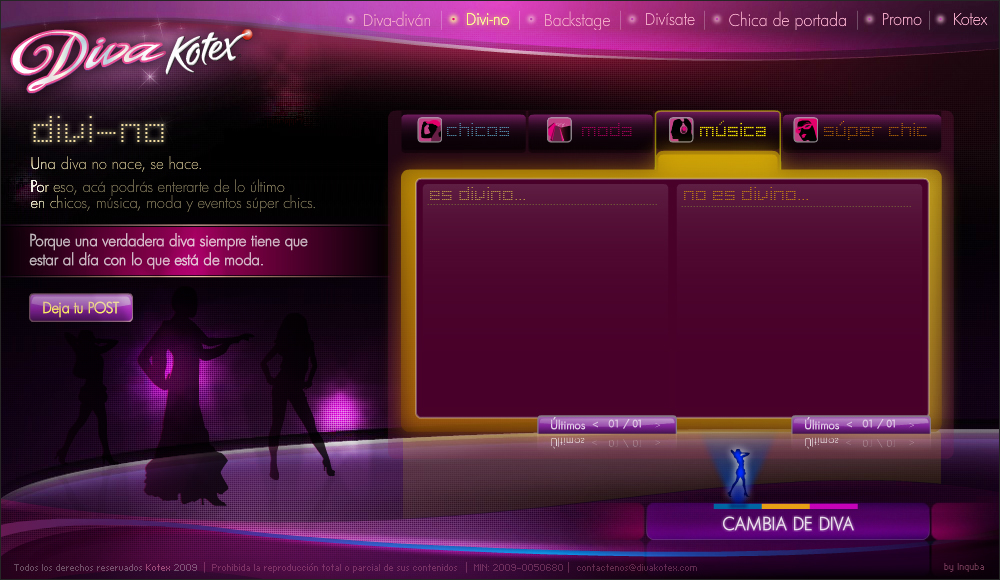 Diva-diván | Divi-no | Backstage | Divísate | Chica de portada | Promo | Kotex
Diva Kotex
divi-no
Una diva no nace, se hace.
Por eso, acá podrás enterarte de lo último
en chicos, música, moda y eventos súper chics.
Porque una verdadera diva siempre tiene que
estar al día con lo que está de moda.
Deja tu POST
chicos moda música súper chic
es divino... no es divino...
Últimos < 01 / 01 > Últimos < 01 / 01 >
CAMBIA DE DIVA
Todos los derechos reservados Kotex 2009 | Prohibida la reproducción total o parcial de sus contenidos | MIN: 2009-0050680 | contactenos@divakotex.com by Inquba